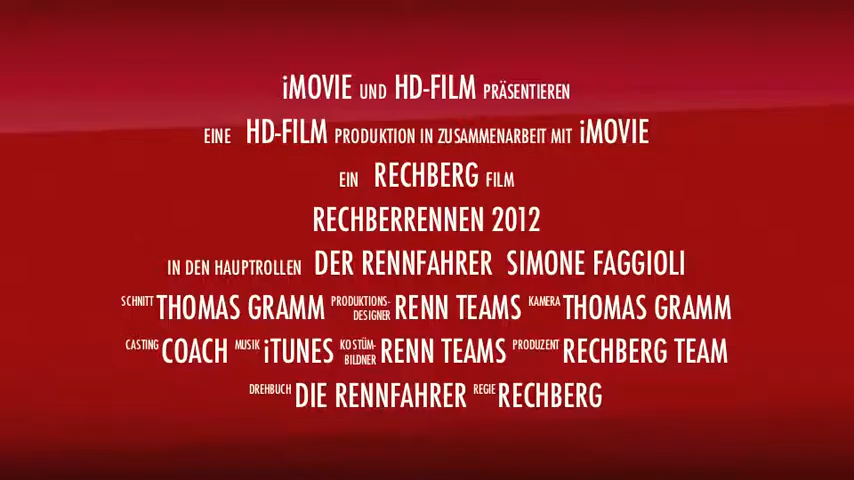 iMOVIE UND HD-FILM PRÄSENTIEREN
EINE HD-FILM PRODUKTION IN ZUSAMMENARBEIT MIT iMOVIE
EIN RECHBERG FILM
RECHBERRENNEN 2012
IN DEN HAUPTROLLEN DER RENNFAHRER SIMONE FAGGIOLI
SCHNITT THOMAS GRAMM PRODUKTIONS-DESIGNER RENN TEAMS KAMERA THOMAS GRAMM
CASTING COACH MUSIK iTUNES KOSTÜM-BILDNER RENN TEAMS PRODUZENT RECHBERG TEAM
DREHBUCH DIE RENNFAHRER REGIE RECHBERG